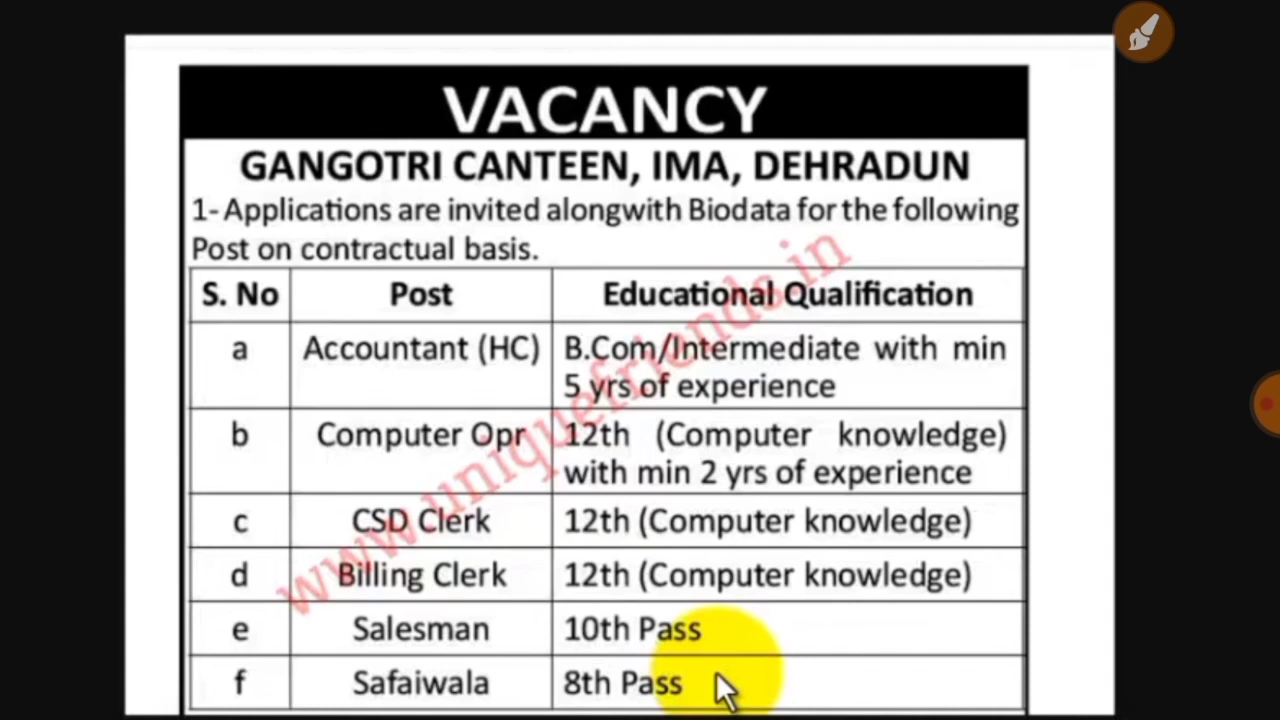 VACANCY
GANGOTRI CANTEEN, IMA, DEHRADUN
1- Applications are invited alongwith Biodata for the following
Post on contractual basis.
S. No Post Educational Qualification
a Accountant (HC) B.Com/Intermediate with min
5 yrs of experience
b Computer Opr 12th (Computer knowledge)
with min 2 yrs of experience
c CSD Clerk 12th (Computer knowledge)
d Billing Clerk 12th (Computer knowledge)
e Salesman 10th Pass
f Safaiwala 8th Pass
www.uniquefriends.in